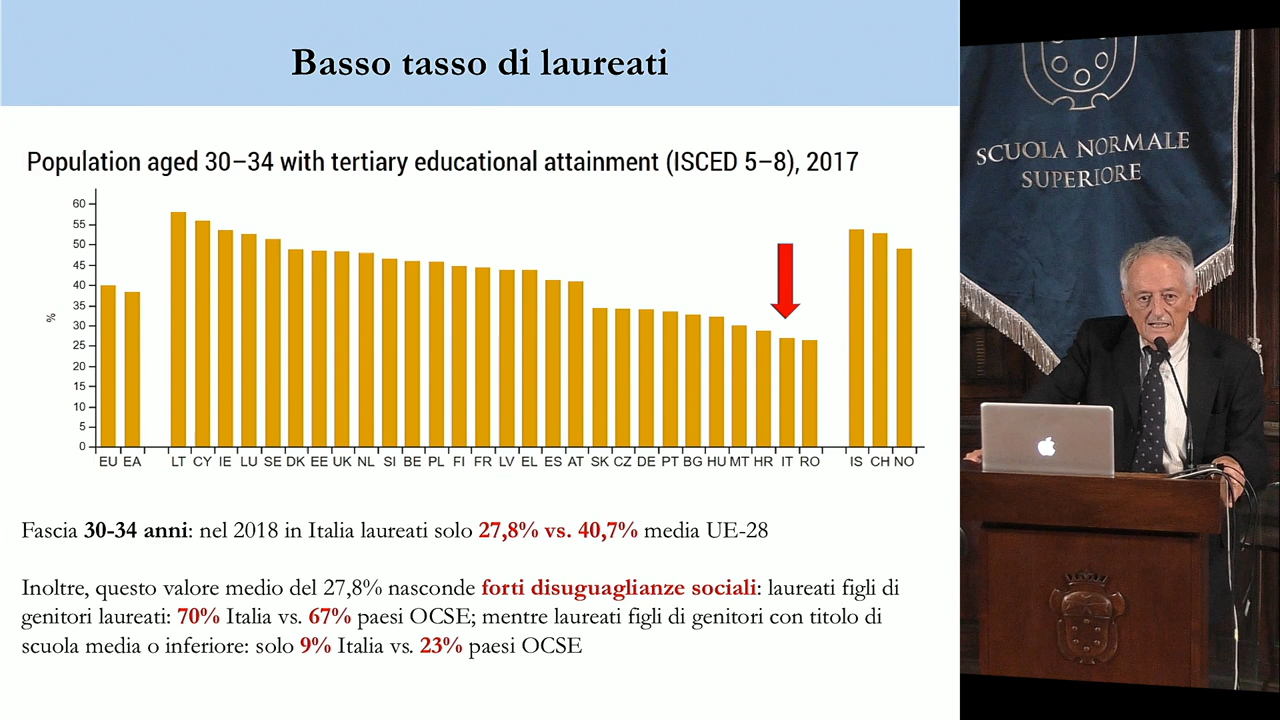 Basso tasso di laureati
Population aged 30–34 with tertiary educational attainment (ISCED 5–8), 2017
60
55
50
45
40
35
30
25
20
15
10
5
0
%
EU EA LT CY IE LU SE DK EE UK NL SI BE PL FI FR LV EL ES AT SK CZ DE PT BG HU MT HR IT RO IS CH NO
Fascia 30-34 anni: nel 2018 in Italia laureati solo 27,8% vs. 40,7% media UE-28
Inoltre, questo valore medio del 27,8% nasconde forti disuguaglianze sociali: laureati figli di
genitori laureati: 70% Italia vs. 67% paesi OCSE; mentre laureati figli di genitori con titolo di
scuola media o inferiore: solo 9% Italia vs. 23% paesi OCSE
SCUOLA NORMALE
SUPERIORE